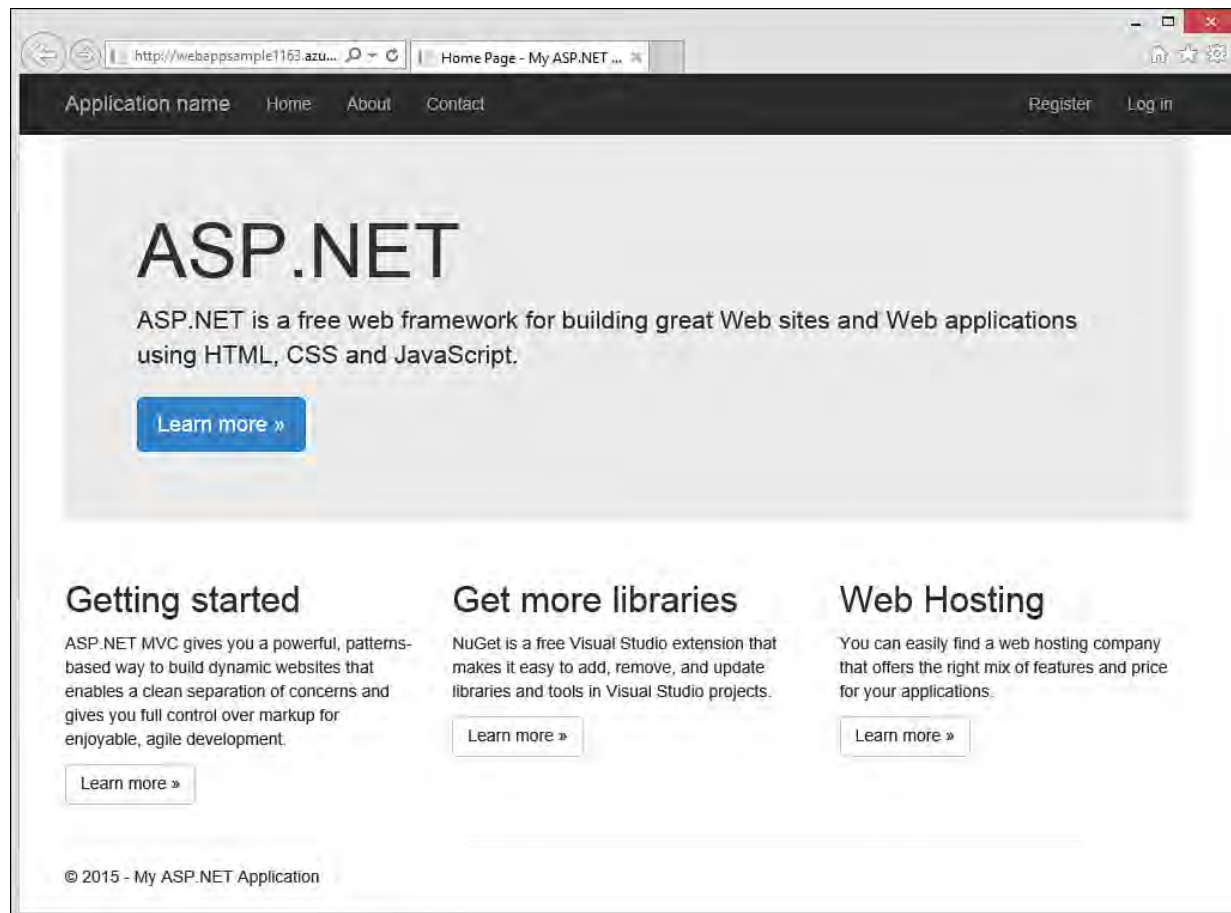 http://webappsample1163.azu...
Home Page - My ASP.NET ...
Application name Home About Contact Register Log in
ASP.NET
ASP.NET is a free web framework for building great Web sites and Web applications
using HTML, CSS and JavaScript.
Learn more »
Getting started
ASP.NET MVC gives you a powerful, patterns-
based way to build dynamic websites that
enables a clean separation of concerns and
gives you full control over markup for
enjoyable, agile development.
Learn more »
Get more libraries
NuGet is a free Visual Studio extension that
makes it easy to add, remove, and update
libraries and tools in Visual Studio projects.
Learn more »
Web Hosting
You can easily find a web hosting company
that offers the right mix of features and price
for your applications.
Learn more »
© 2015 - My ASP.NET Application